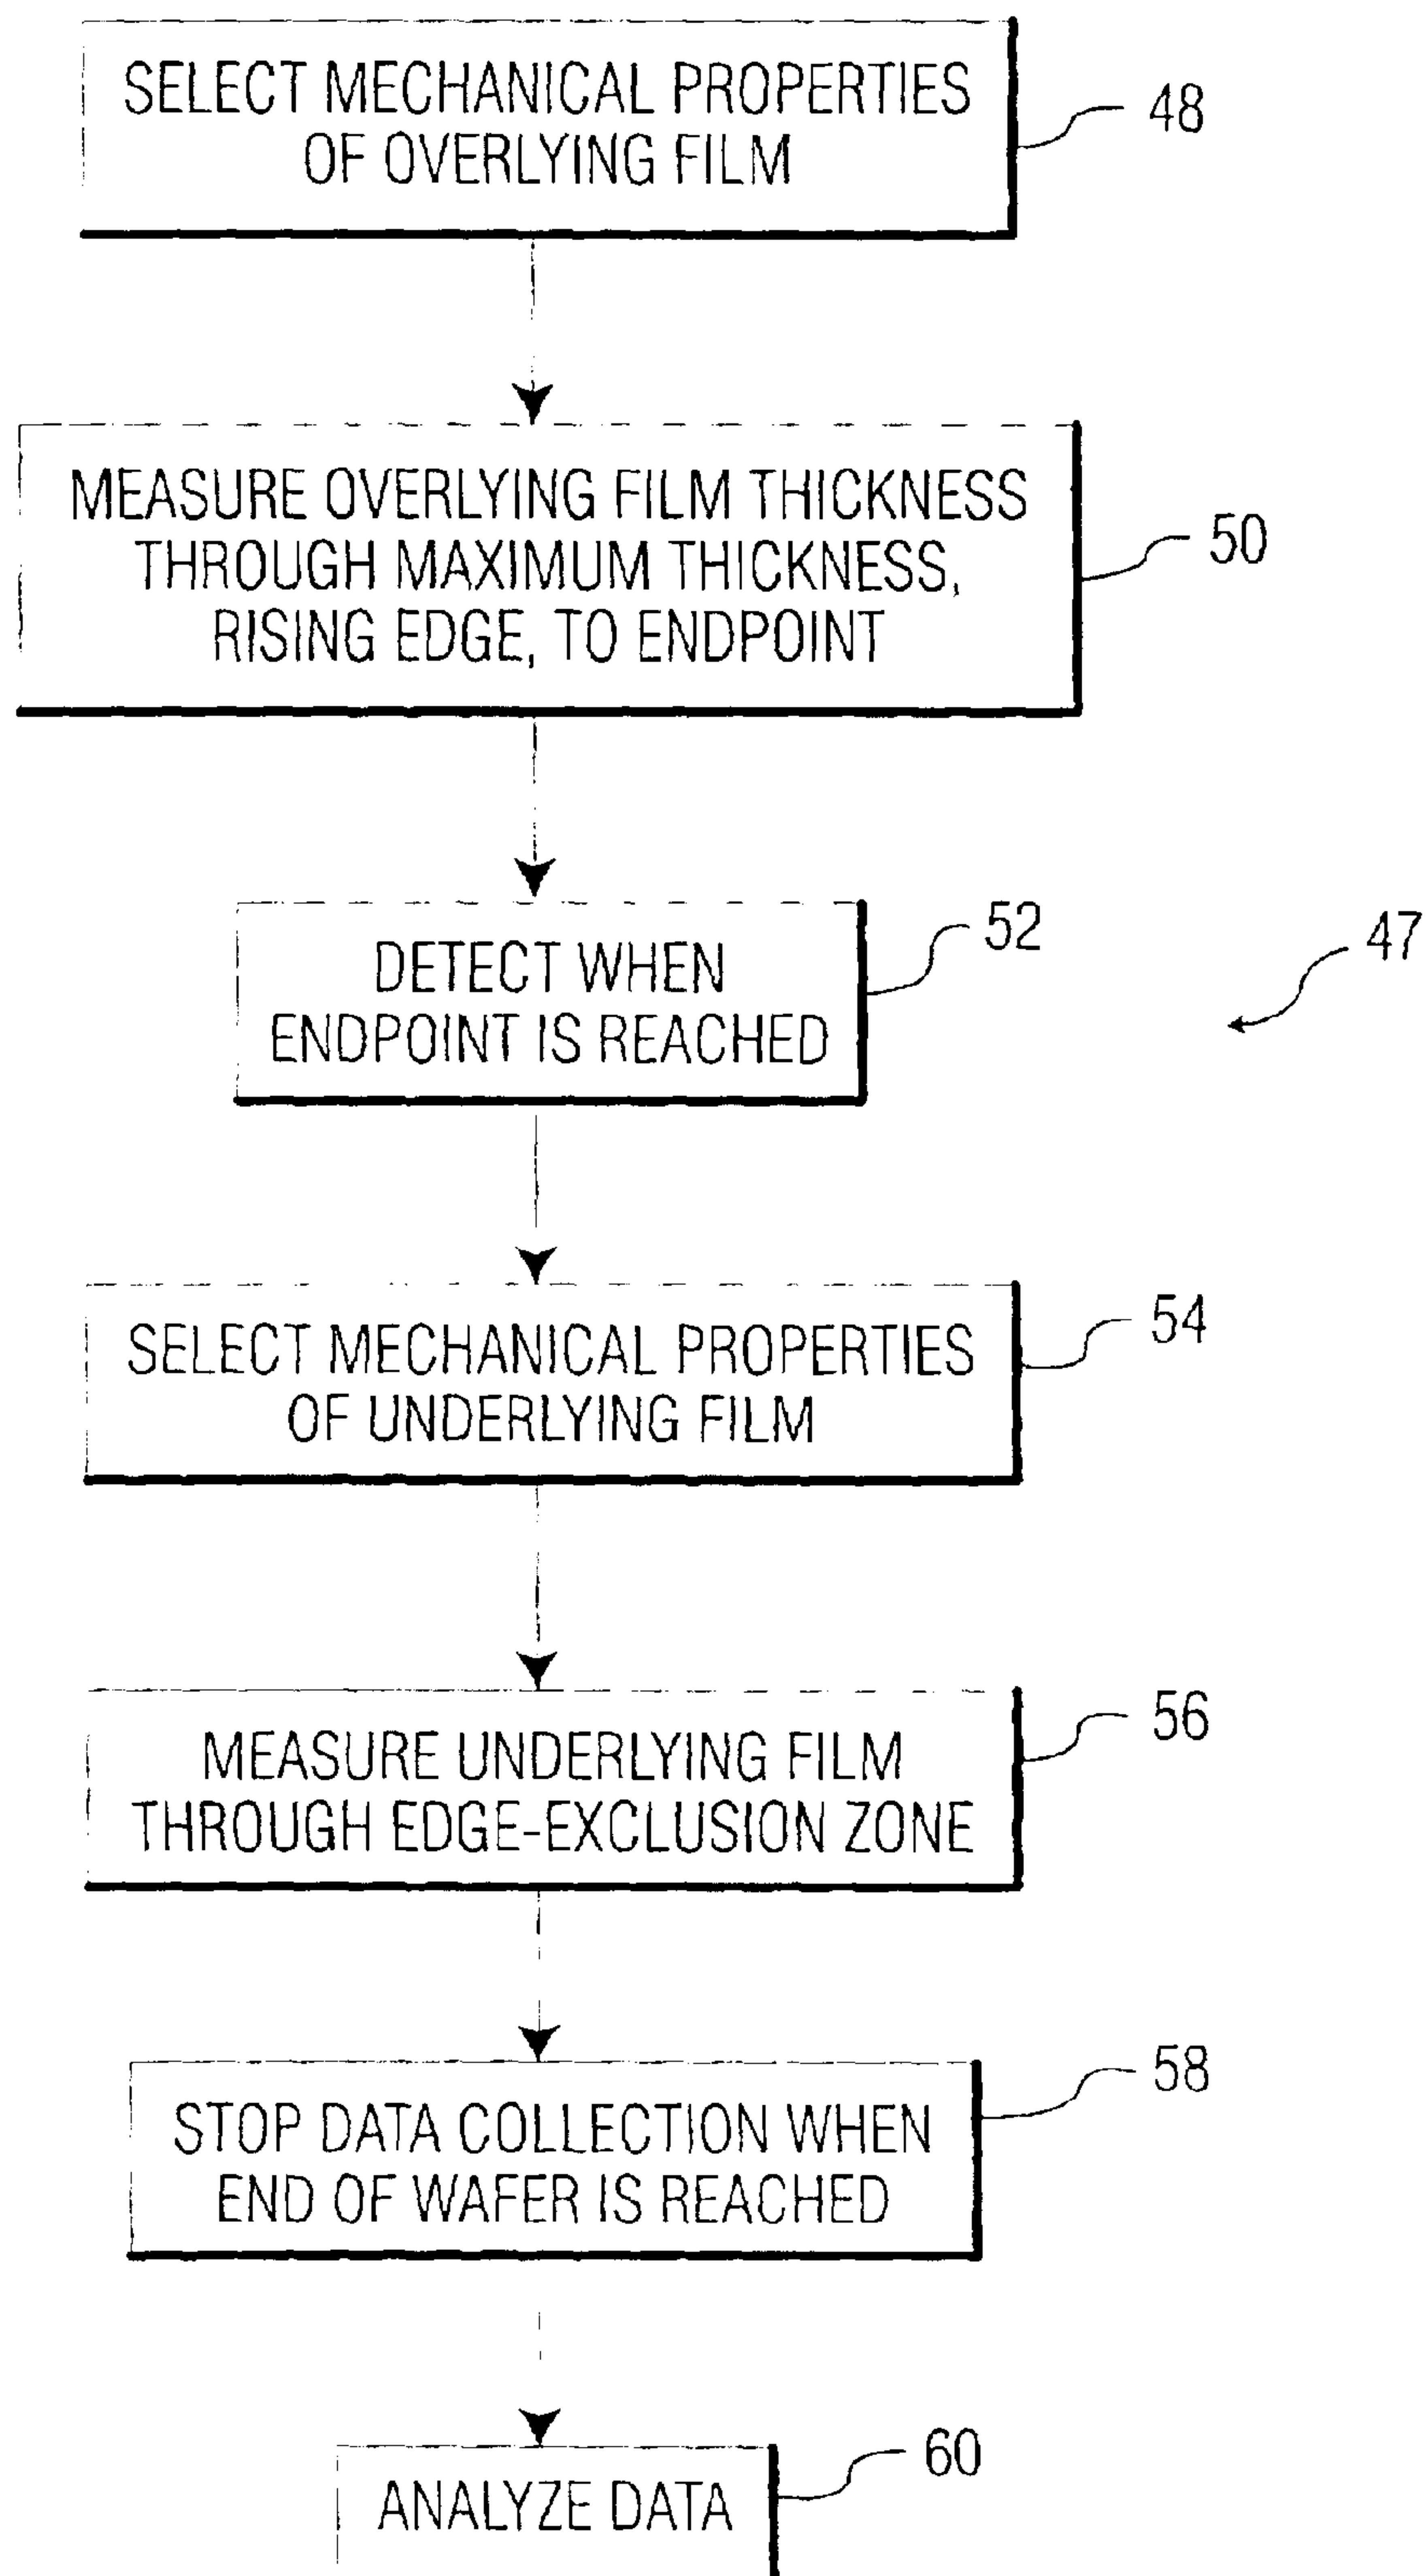 SELECT MECHANICAL PROPERTIES
OF OVERLYING FILM
48
MEASURE OVERLYING FILM THICKNESS
THROUGH MAXIMUM THICKNESS,
RISING EDGE, TO ENDPOINT
50
DETECT WHEN
ENDPOINT IS REACHED
52
47
SELECT MECHANICAL PROPERTIES
OF UNDERLYING FILM
54
MEASURE UNDERLYING FILM
THROUGH EDGE-EXCLUSION ZONE
56
STOP DATA COLLECTION WHEN
END OF WAFER IS REACHED
58
ANALYZE DATA
60